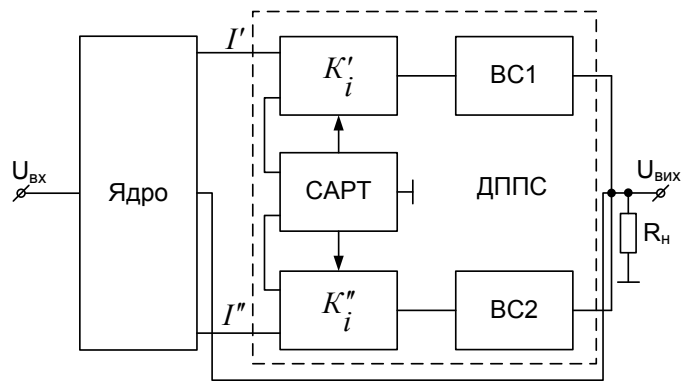 I′
K′i
ВС1
Uвх
Ядро
САРТ
ДППС
Uвих
Rн
I″
K″i
ВС2